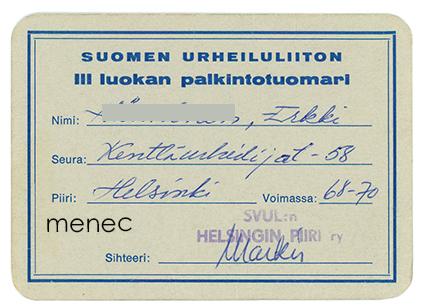 SUOMEN URHEILULIITON
III luokan palkintotuomari
Nimi: , Erkki
Seura: Kenttäurheilijat-58
Piiri: Helsinki Voimassa: 68-70
menec
SVUL:n
HELSINGIN PIIRI ry
Sihteeri: